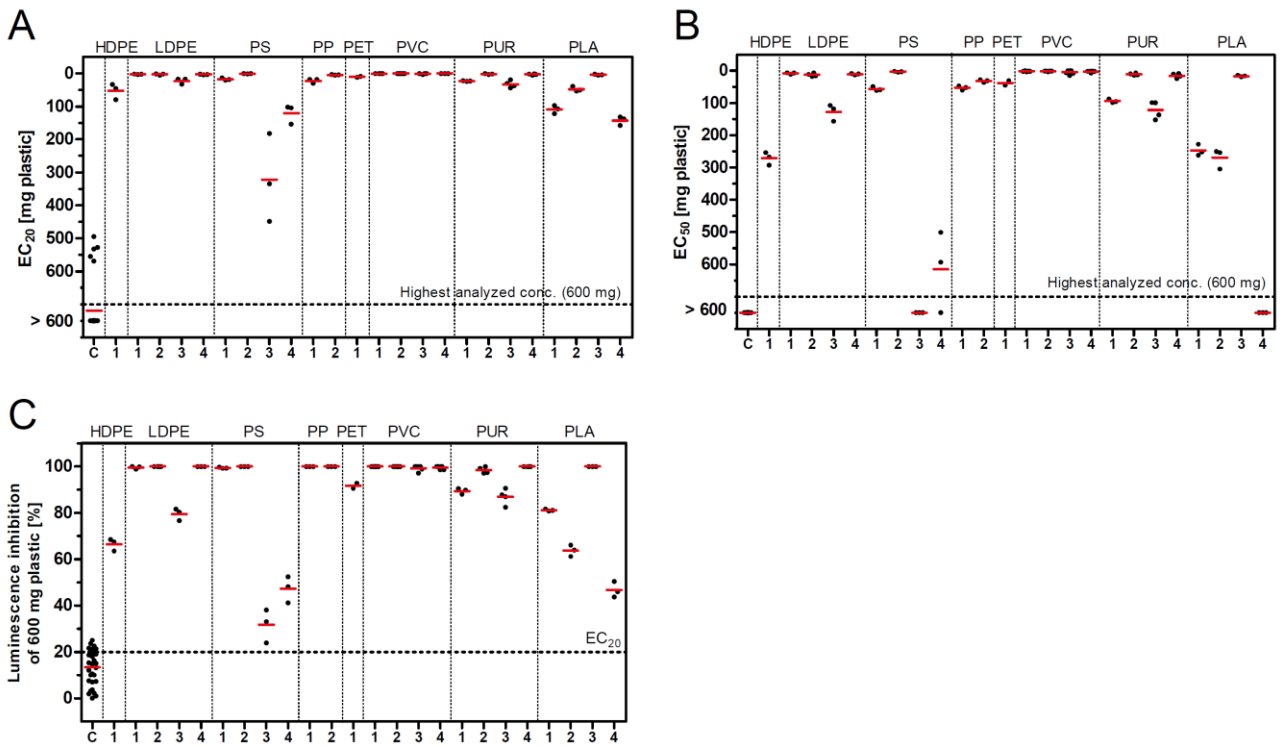 A
HDPE LDPE PS PP PET PVC PUR PLA
EC20 [mg plastic]
0
100
200
300
400
500
600
> 600
Highest analyzed conc. (600 mg)
C 1 1 2 3 4 1 2 3 4 1 2 1 1 2 3 4 1 2 3 4 1 2 3 4
B
HDPE LDPE PS PP PET PVC PUR PLA
EC50 [mg plastic]
0
100
200
300
400
500
600
> 600
Highest analyzed conc. (600 mg)
C 1 1 2 3 4 1 2 3 4 1 2 1 1 2 3 4 1 2 3 4 1 2 3 4
C
HDPE LDPE PS PP PET PVC PUR PLA
Luminescence inhibition
of 600 mg plastic [%]
100
80
60
40
20
0
EC20
C 1 1 2 3 4 1 2 3 4 1 2 1 1 2 3 4 1 2 3 4 1 2 3 4